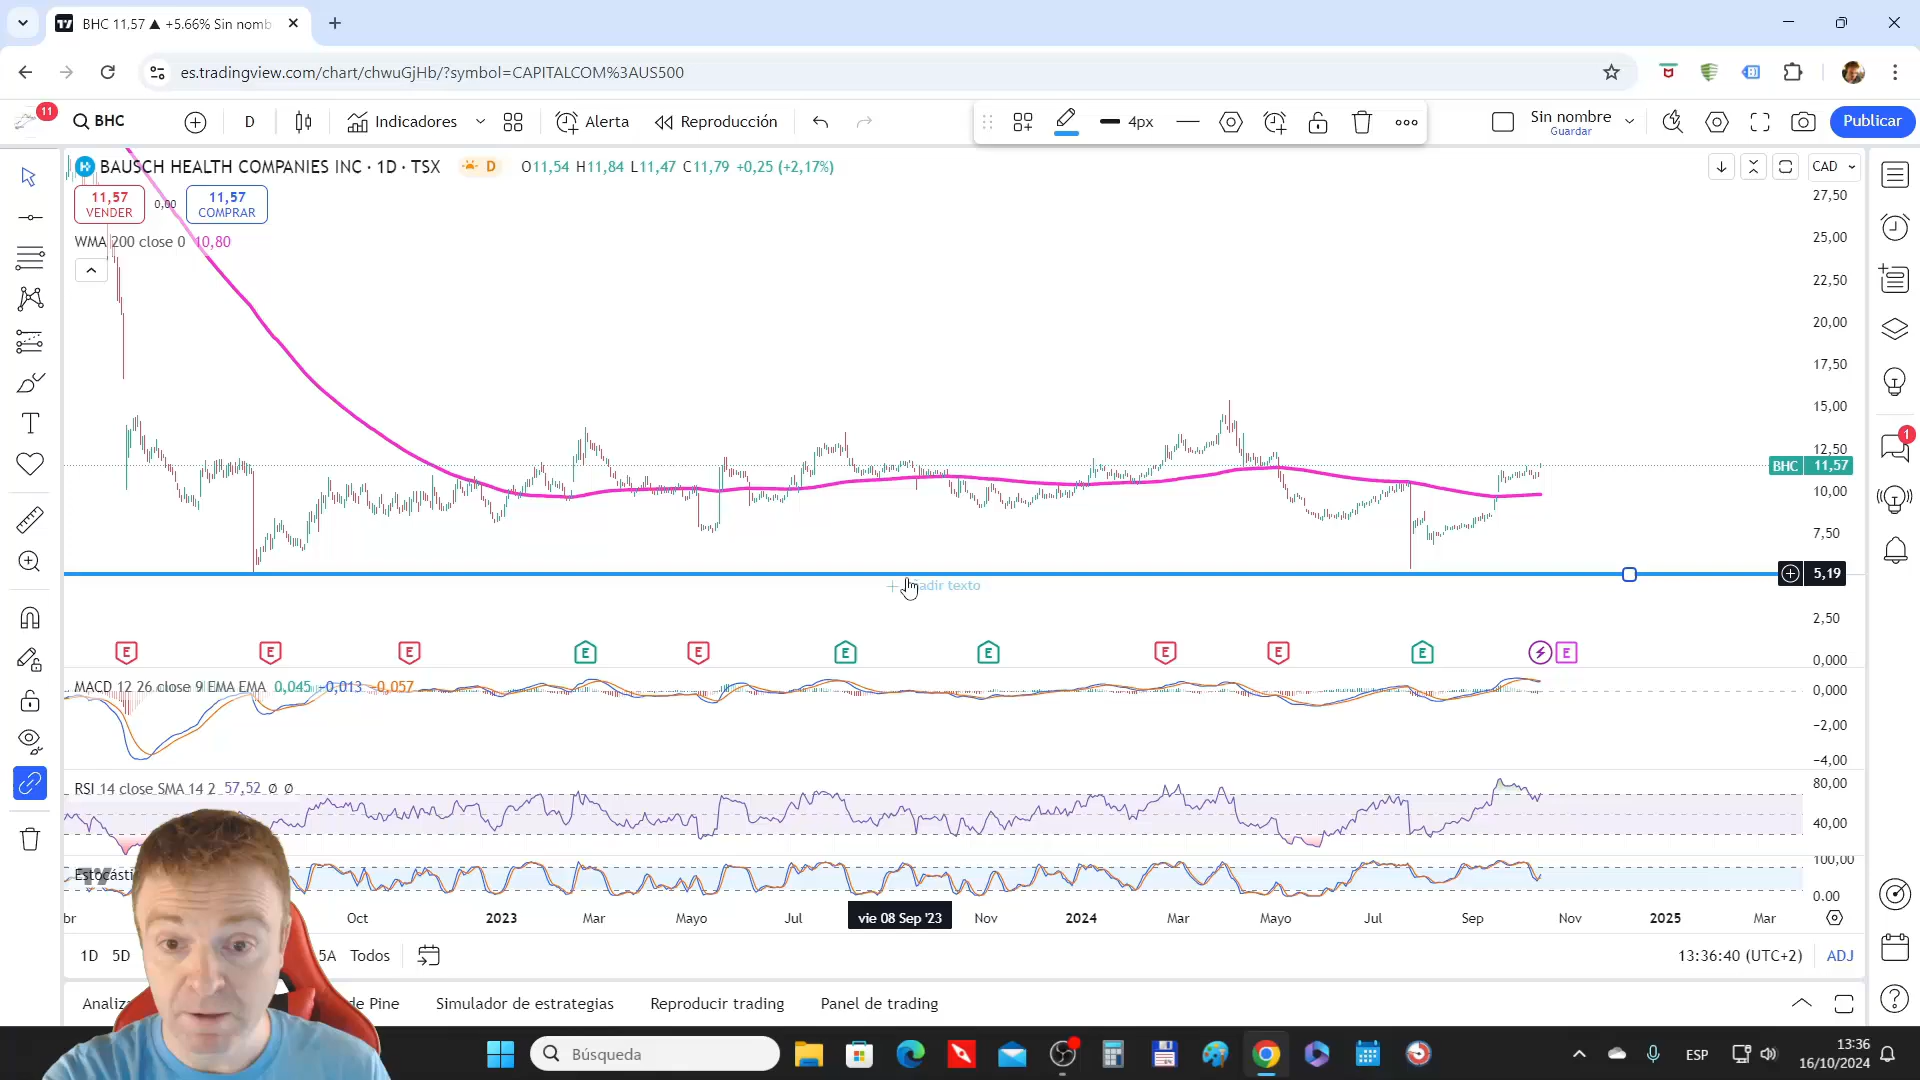 BHC 11,57 ▲ +5.66% Sin nomb
es.tradingview.com/chart/chwuGjHb/?symbol=CAPITALCOM%3AUS500
11
BHC
D
Indicadores
Alerta
Reproducción
4px
Sin nombre
Guardar
Publicar
BAUSCH HEALTH COMPANIES INC · 1D · TSX
D
O11,54 H11,84 L11,47 C11,79 +0,25 (+2,17%)
CAD
11,57
VENDER
0,00
11,57
COMPRAR
WMA 200 close 0 10,80
27,50
25,00
22,50
20,00
17,50
15,00
12,50
BHC 11,57
10,00
7,50
5,19
2,50
0,000
1
E
E
E
E
E
E
E
E
E
E
E
MACD 12 26 close 9 EMA EMA 0,045 −0,013 −0,057
0,000
−2,00
−4,00
RSI 14 close SMA 14 2 57,52 ∅ ∅
80,00
40,00
Estocásti
100,00
0.00
br
Oct
2023
Mar
Mayo
Jul
vie 08 Sep '23
Nov
2024
Mar
Mayo
Jul
Sep
Nov
2025
Mar
1D 5D
5A Todos
13:36:40 (UTC+2)
ADJ
Analiza
de Pine
Simulador de estrategias
Reproducir trading
Panel de trading
Búsqueda
ESP
13:36
16/10/2024